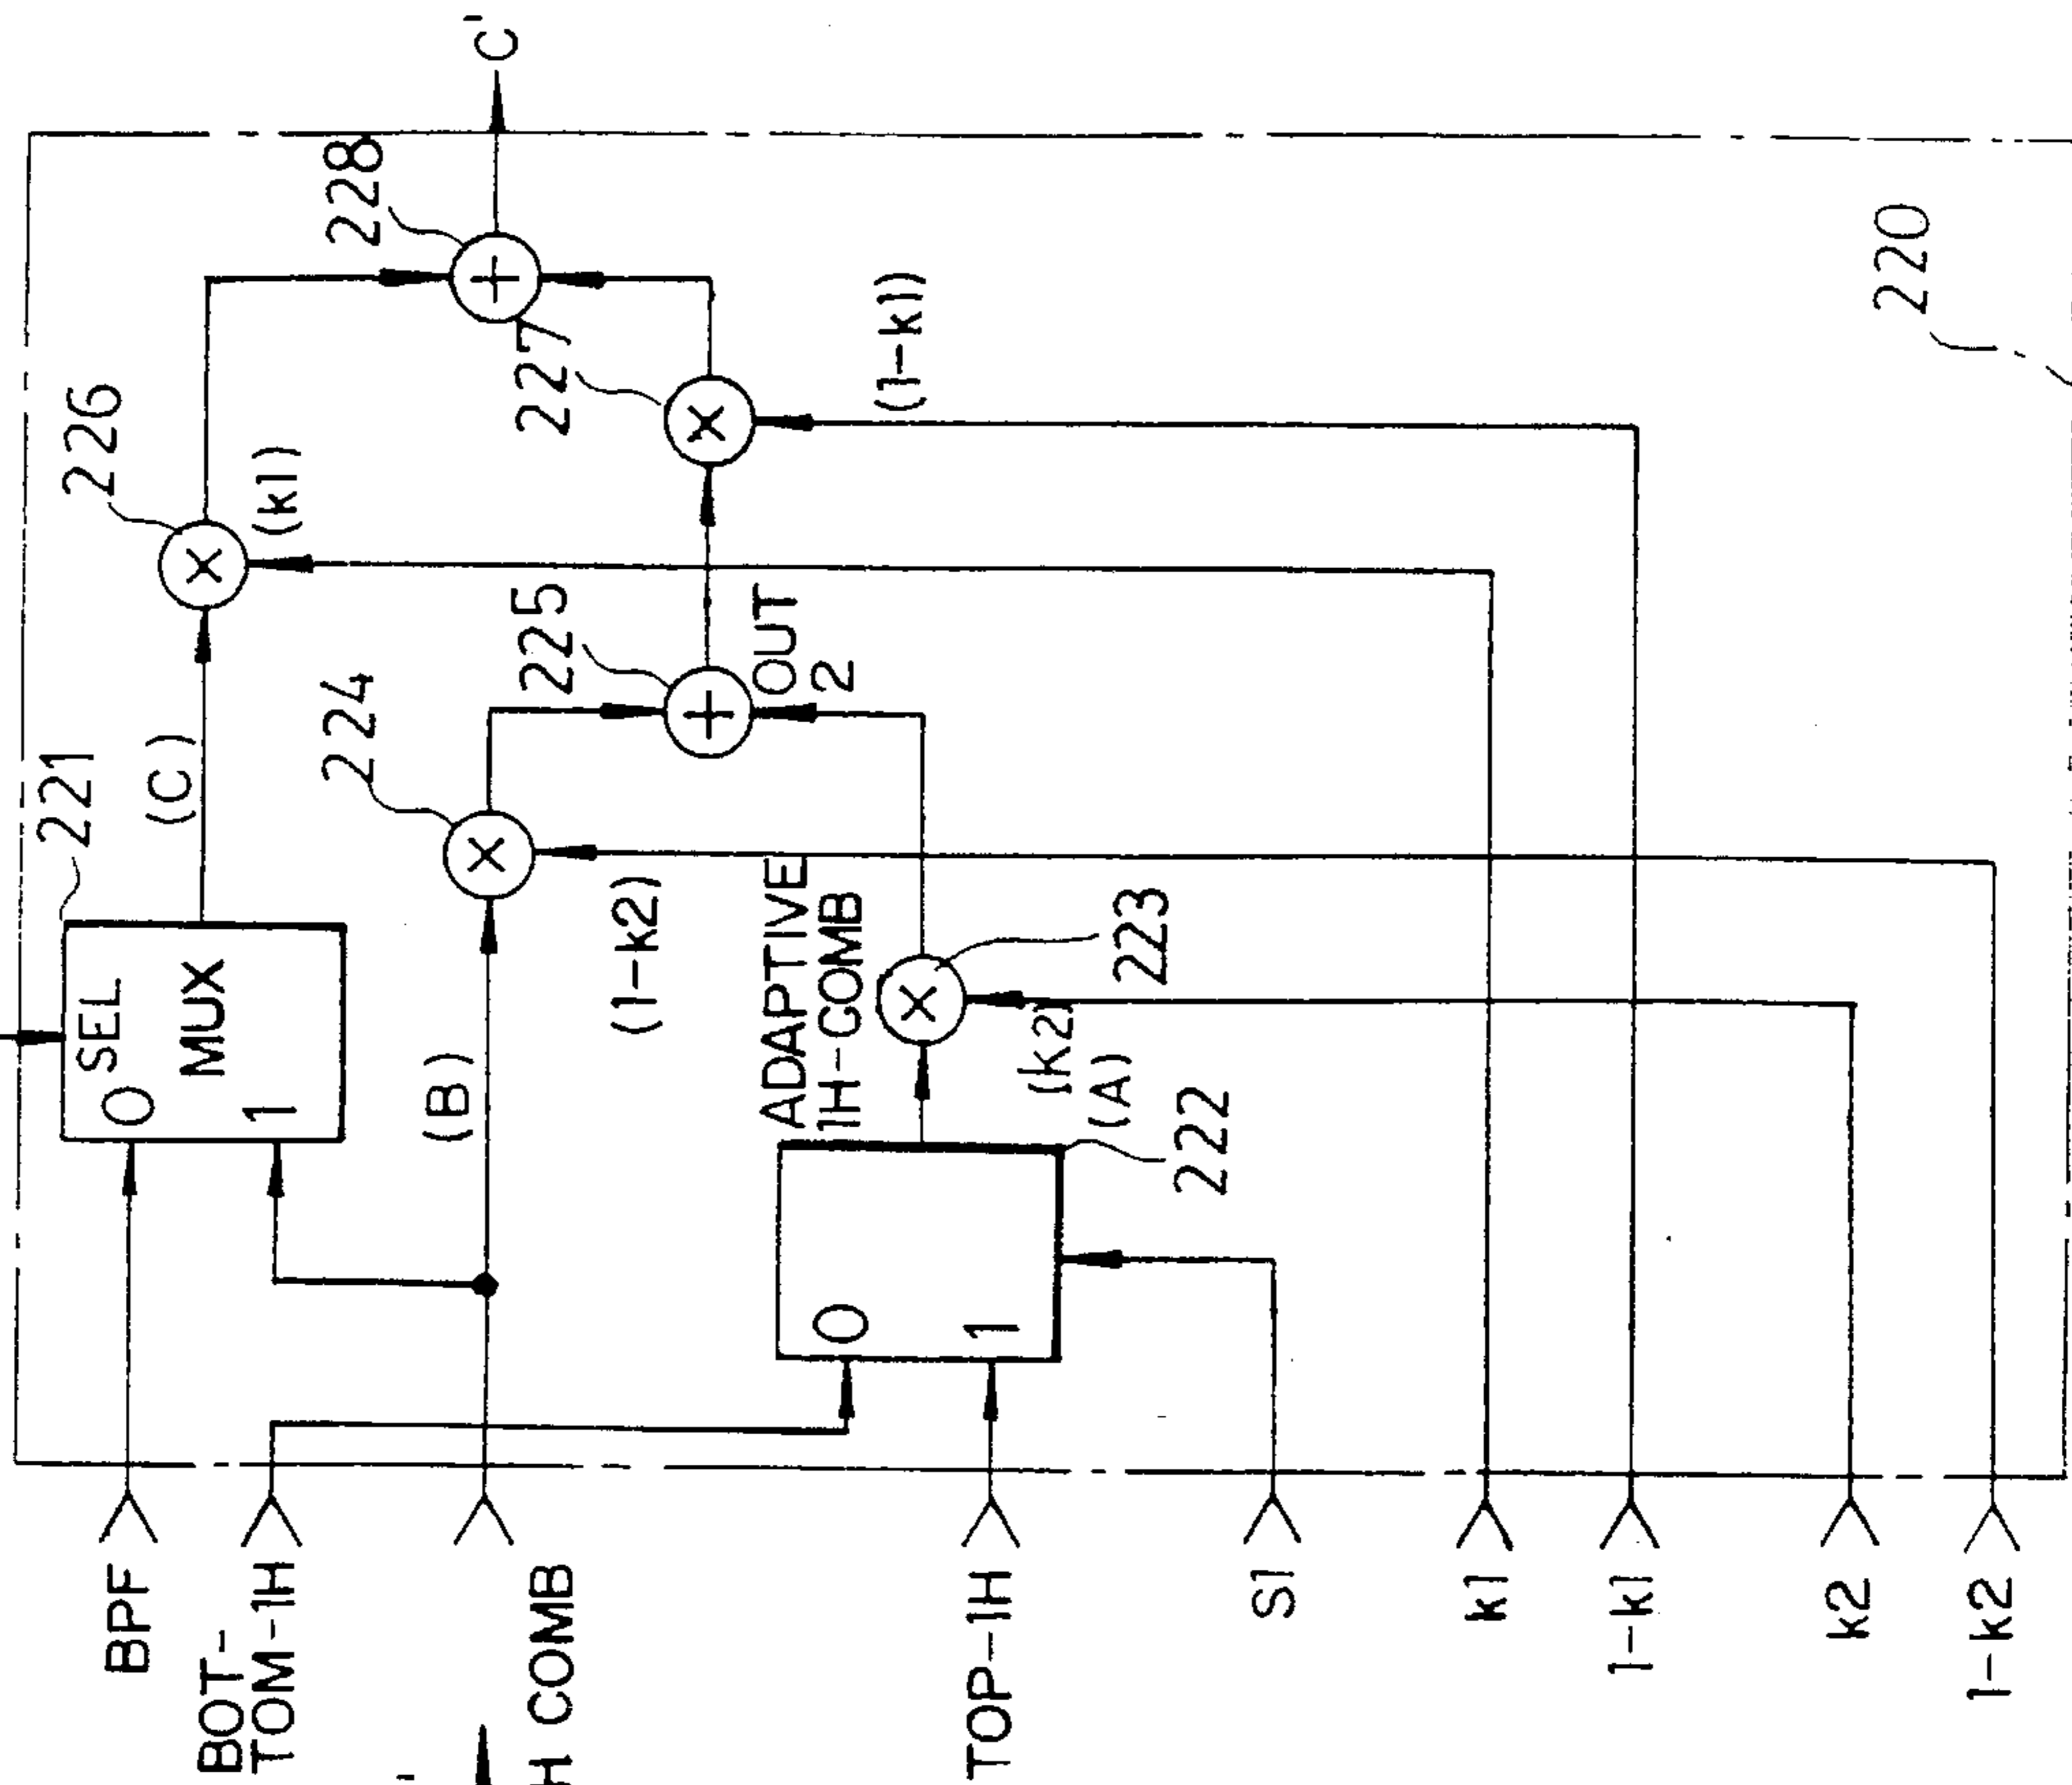 C'
228
226
(k1)
227
(1-k1)
220
225
OUT
2
221
(C)
224
SEL
MUX
0
1
(B)
(1-k2)
ADAPTIVE
1H-COMB
223
(k2)
(A)
222
0
1
BPF
BOT-
TOM-1H
H COMB
TOP-1H
S1
k1
1-k1
k2
1-k2